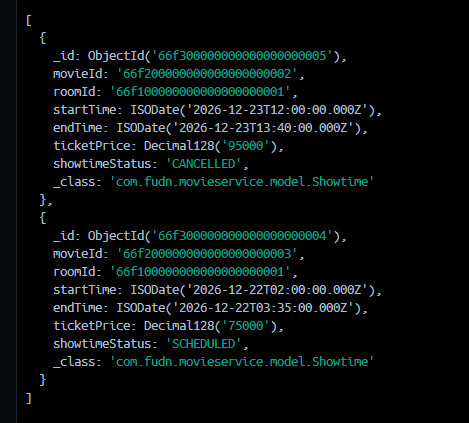 [
  {
    _id: ObjectId('66f300000000000000000005'),
    movieId: '66f200000000000000000002',
    roomId: '66f100000000000000000001',
    startTime: ISODate('2026-12-23T12:00:00.000Z'),
    endTime: ISODate('2026-12-23T13:40:00.000Z'),
    ticketPrice: Decimal128('95000'),
    showtimeStatus: 'CANCELLED',
    _class: 'com.fudn.movieservice.model.Showtime'
  },
  {
    _id: ObjectId('66f300000000000000000004'),
    movieId: '66f200000000000000000003',
    roomId: '66f100000000000000000001',
    startTime: ISODate('2026-12-22T02:00:00.000Z'),
    endTime: ISODate('2026-12-22T03:35:00.000Z'),
    ticketPrice: Decimal128('75000'),
    showtimeStatus: 'SCHEDULED',
    _class: 'com.fudn.movieservice.model.Showtime'
  }
]